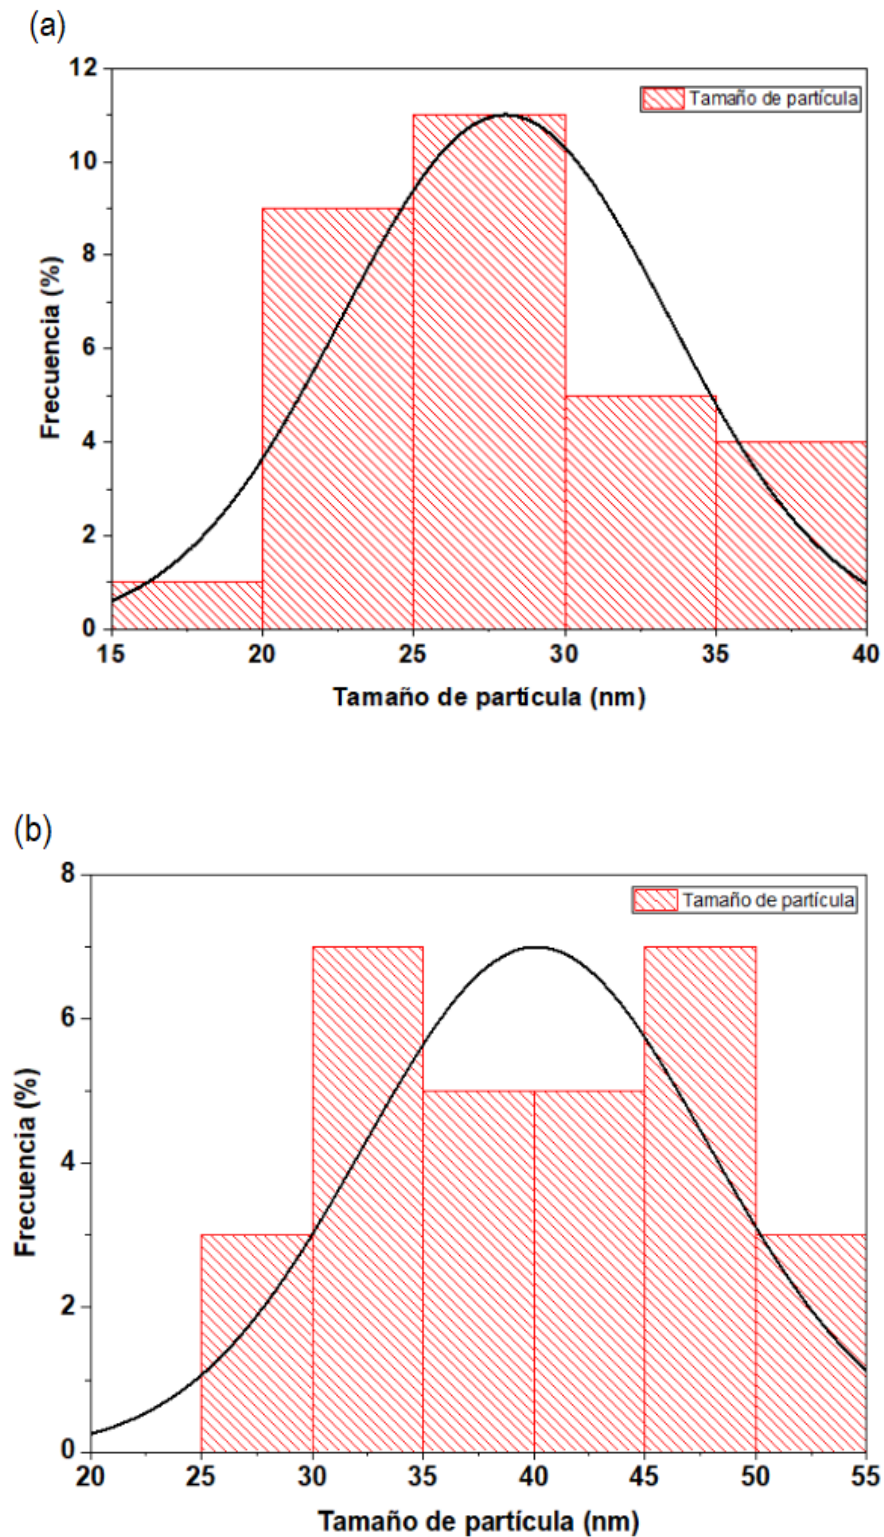 (a)
12
10
8
6
4
2
0
Frecuencia (%)
Tamaño de partícula
15 20 25 30 35 40
Tamaño de partícula (nm)
(b)
8
6
4
2
0
Frecuencia (%)
Tamaño de partícula
20 25 30 35 40 45 50 55
Tamaño de partícula (nm)